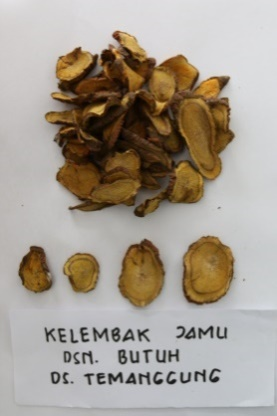 KELEMBAK JAMU
DSN. BUTUH
DS. TEMANGGUNG